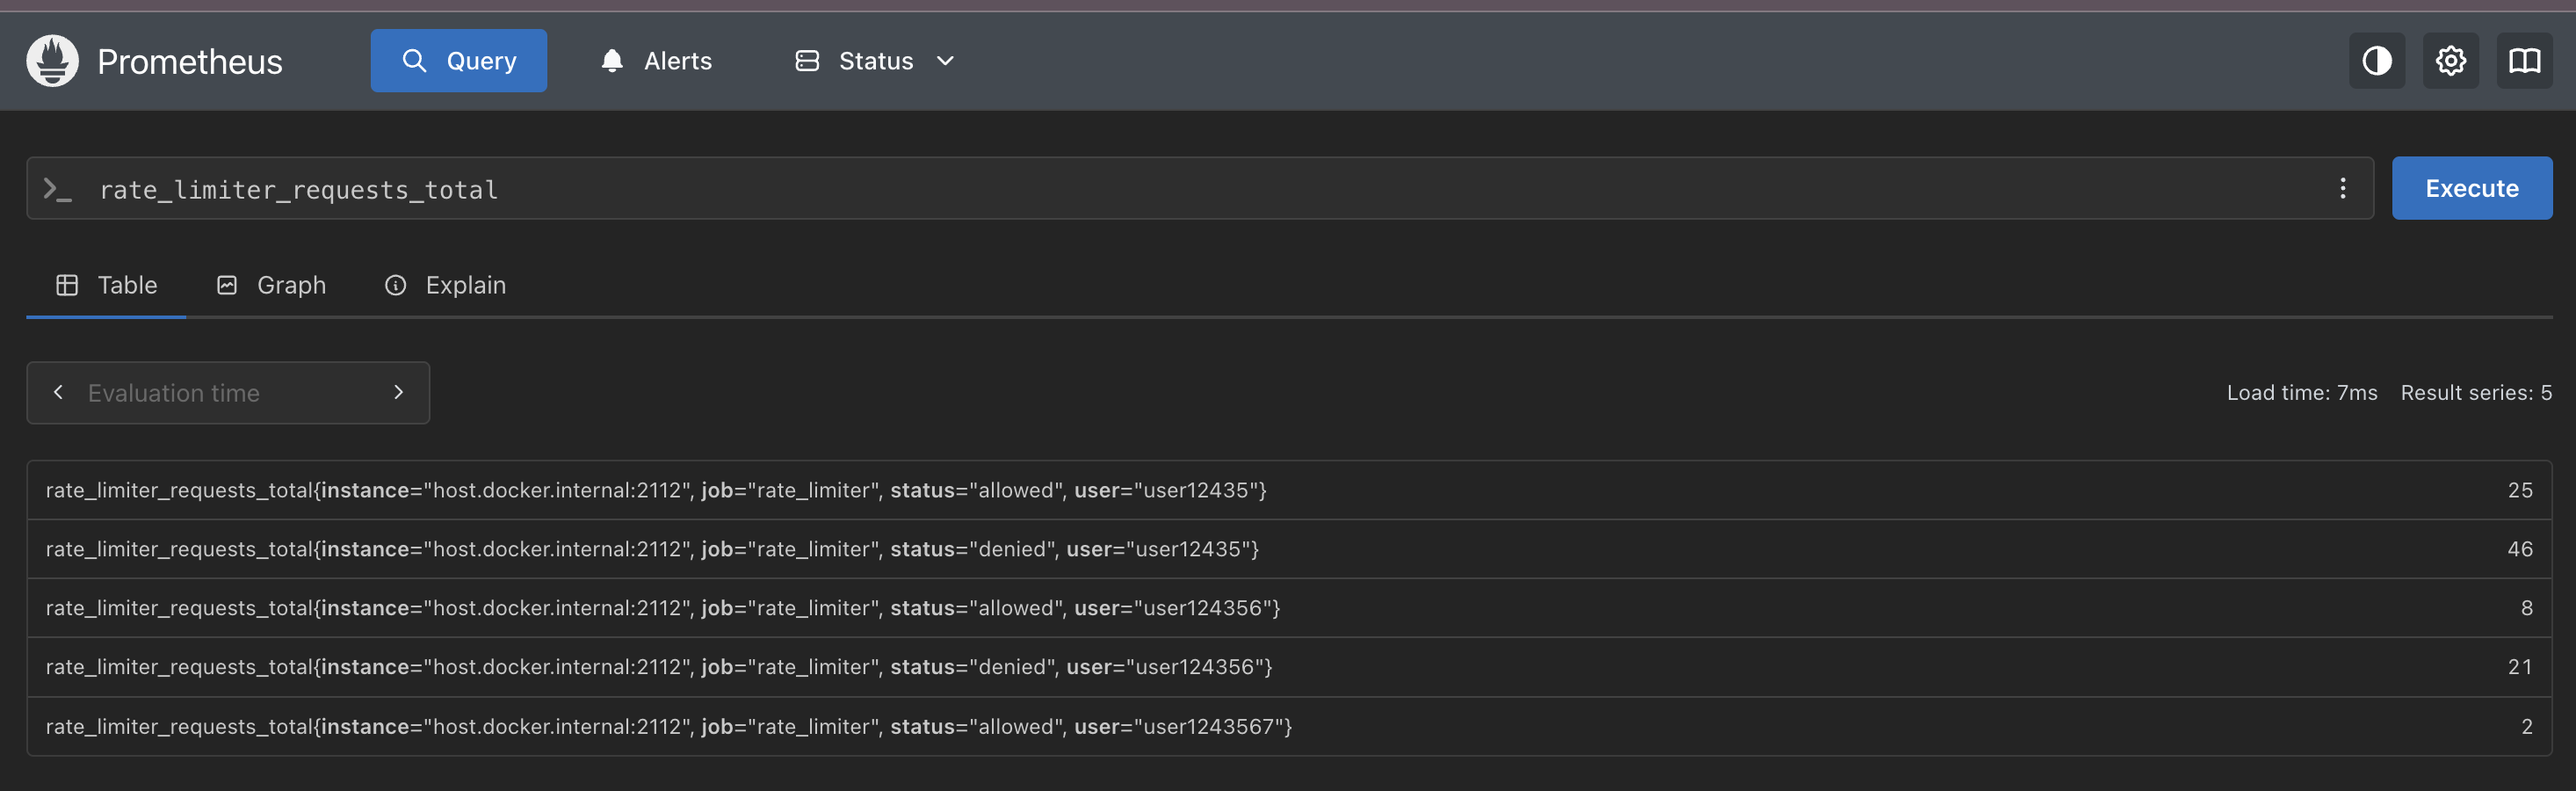 Prometheus Query Alerts Status
rate_limiter_requests_total Execute
Table Graph Explain
Evaluation time Load time: 7ms Result series: 5
rate_limiter_requests_total{instance="host.docker.internal:2112", job="rate_limiter", status="allowed", user="user12435"} 25
rate_limiter_requests_total{instance="host.docker.internal:2112", job="rate_limiter", status="denied", user="user12435"} 46
rate_limiter_requests_total{instance="host.docker.internal:2112", job="rate_limiter", status="allowed", user="user124356"} 8
rate_limiter_requests_total{instance="host.docker.internal:2112", job="rate_limiter", status="denied", user="user124356"} 21
rate_limiter_requests_total{instance="host.docker.internal:2112", job="rate_limiter", status="allowed", user="user1243567"} 2